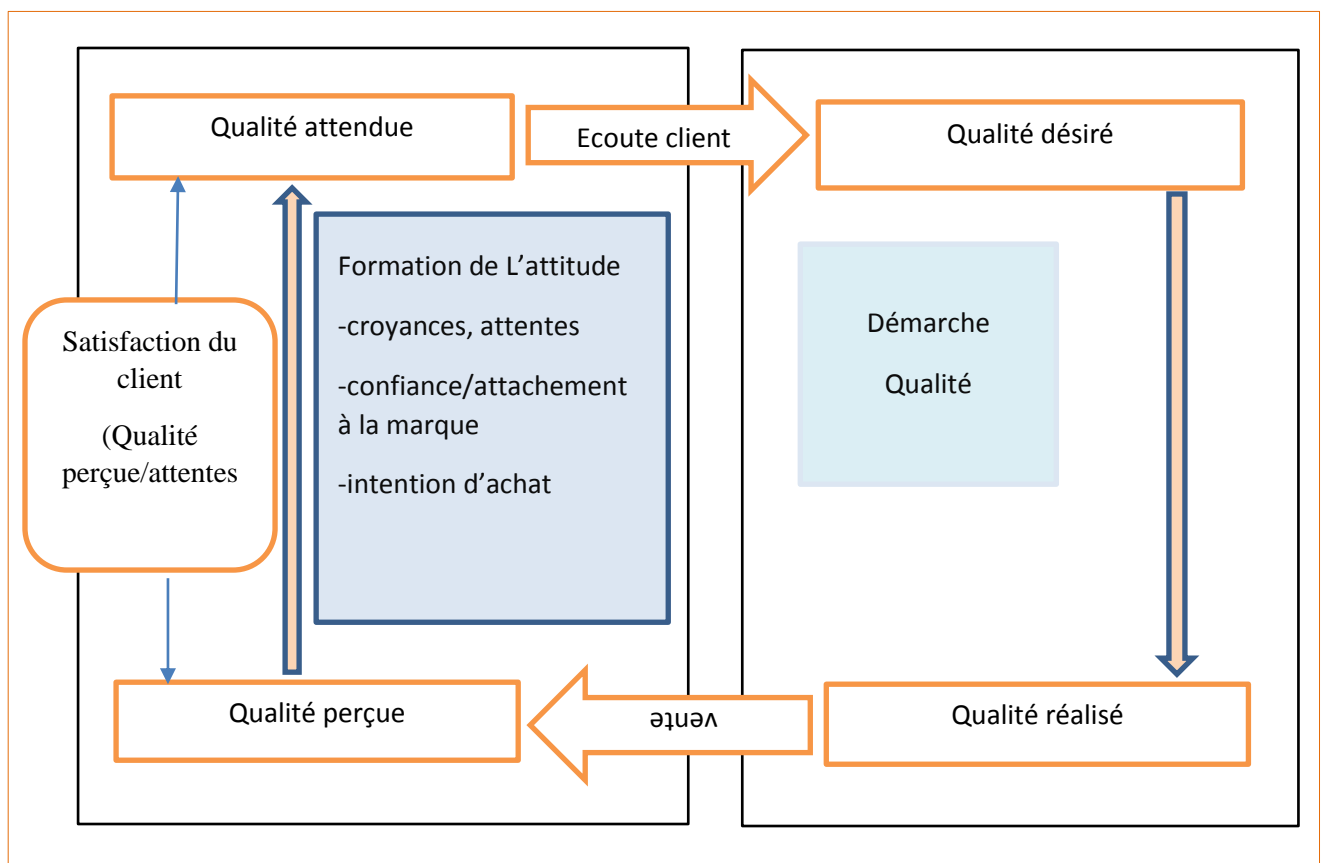 Qualité attendue
Ecoute client
Qualité désiré
Formation de L’attitude
-croyances, attentes
-confiance/attachement
à la marque
-intention d’achat
Démarche
Qualité
Satisfaction du
client
(Qualité
perçue/attentes
Qualité perçue
vente
Qualité réalisé